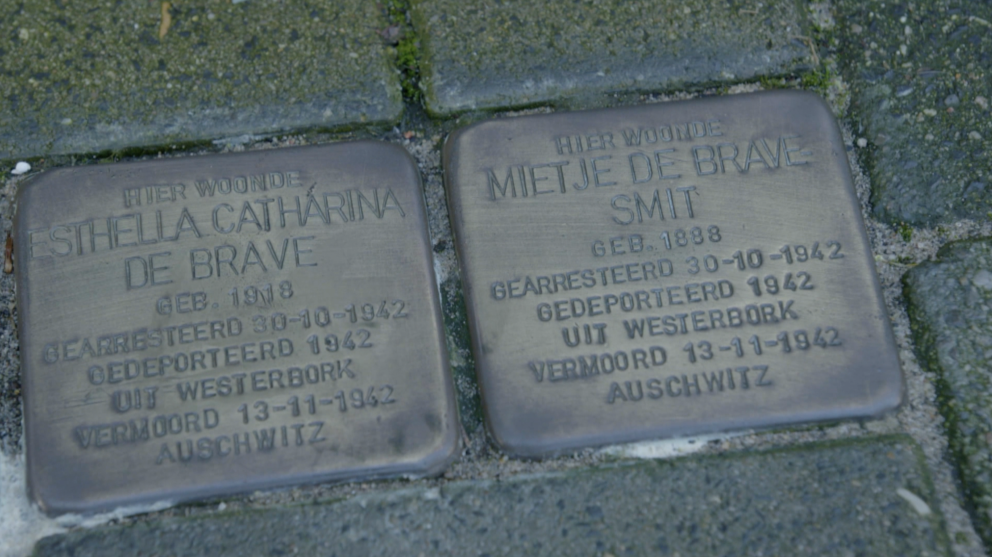 HIER WOONDE
ESTHELLA CATHARINA
DE BRAVE
GEB. 1918
GEARRESTEERD 30-10-1942
GEDEPORTEERD 1942
UIT WESTERBORK
VERMOORD 13-11-1942
AUSCHWITZ
HIER WOONDE
MIETJE DE BRAVE
SMIT
GEB. 1888
GEARRESTEERD 30-10-1942
GEDEPORTEERD 1942
UIT WESTERBORK
VERMOORD 13-11-1942
AUSCHWITZ